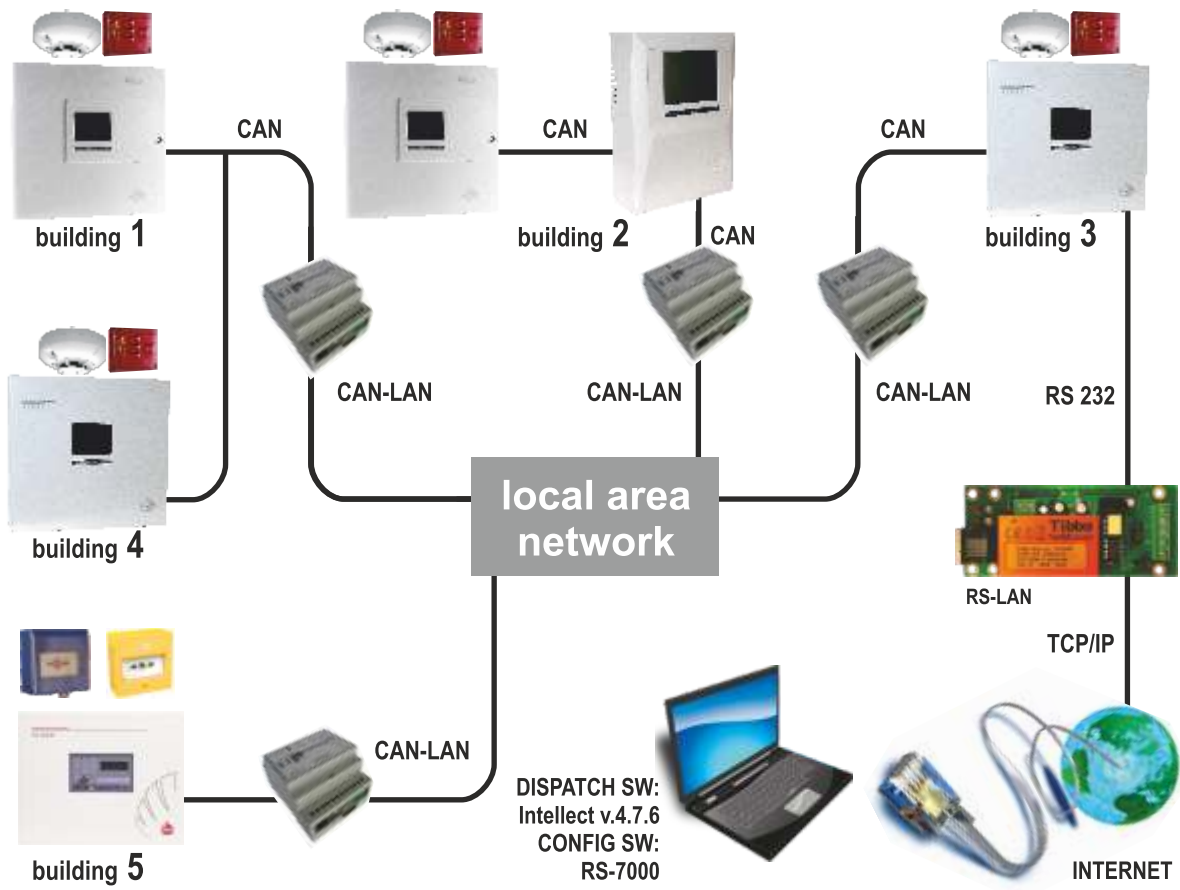 CAN
CAN
CAN
building 1
building 2
building 3
CAN
CAN-LAN
CAN-LAN
CAN-LAN
RS 232
local area
network
building 4
Tibbo
RS-LAN
TCP/IP
CAN-LAN
DISPATCH SW:
Intellect v.4.7.6
CONFIG SW:
RS-7000
building 5
INTERNET